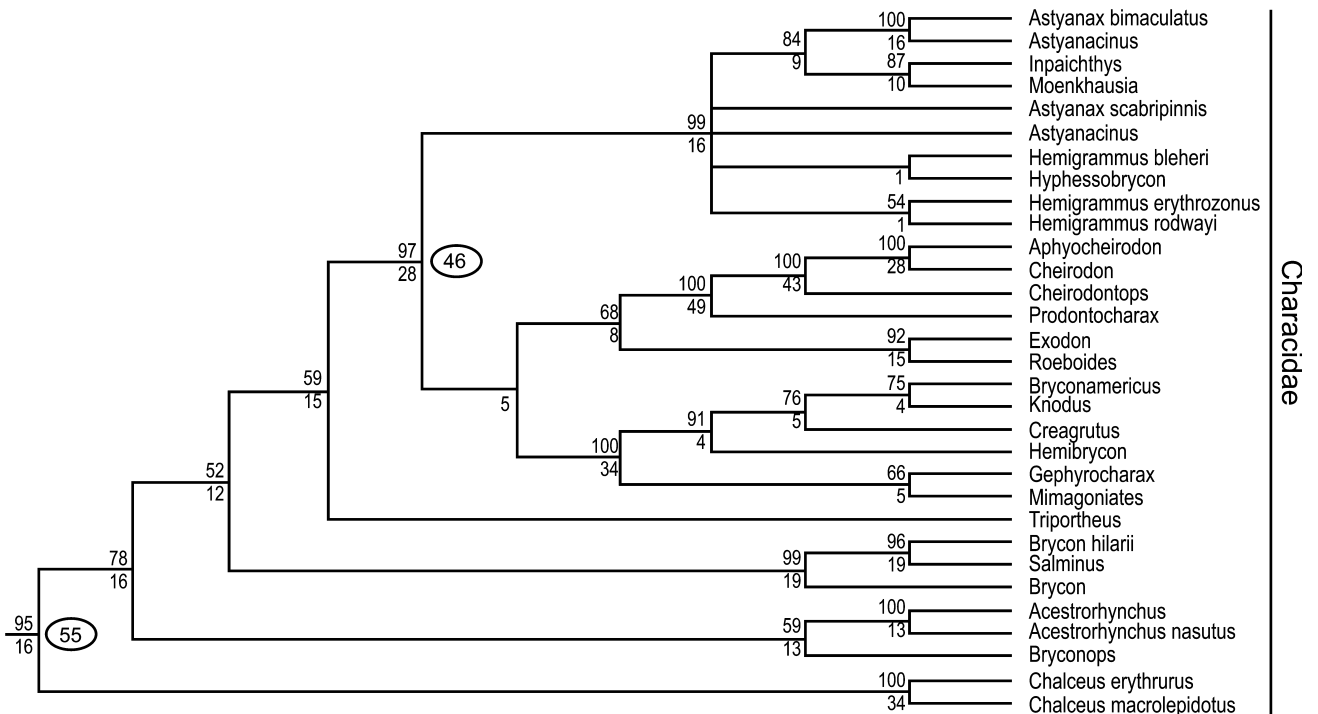 100
Astyanax bimaculatus
84
16
Astyanacinus
9
87
Inpaichthys
10
Moenkhausia
Astyanax scabripinnis
99
Astyanacinus
16
Hemigrammus bleheri
1
Hyphessobrycon
54
Hemigrammus erythrozonus
1
Hemigrammus rodwayi
97
46
28
100
Aphyocheirodon
100
28
Cheirodon
100
43
Cheirodontops
68
49
Prodontocharax
8
92
Exodon
15
Roeboides
59
15
5
75
Bryconamericus
76
4
Knodus
91
5
Creagrutus
100
4
Hemibrycon
34
66
Gephyrocharax
5
Mimagoniates
52
12
Triportheus
96
Brycon hilarii
99
19
Salminus
19
Brycon
78
16
100
Acestrorhynchus
59
13
Acestrorhynchus nasutus
13
Bryconops
95
55
16
100
Chalceus erythrurus
34
Chalceus macrolepidotus
Characidae